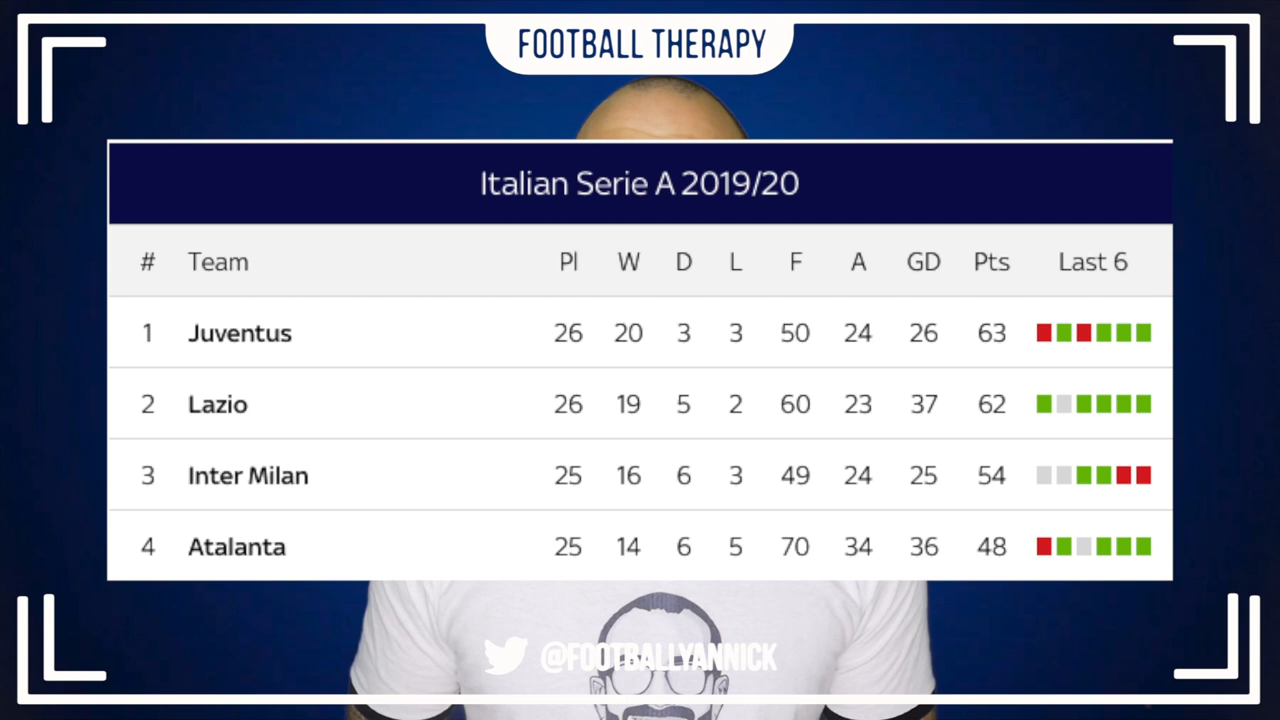 FOOTBALL THERAPY
Italian Serie A 2019/20
# Team Pl W D L F A GD Pts Last 6
1 Juventus 26 20 3 3 50 24 26 63
2 Lazio 26 19 5 2 60 23 37 62
3 Inter Milan 25 16 6 3 49 24 25 54
4 Atalanta 25 14 6 5 70 34 36 48
@FOOTBALLYANNICK